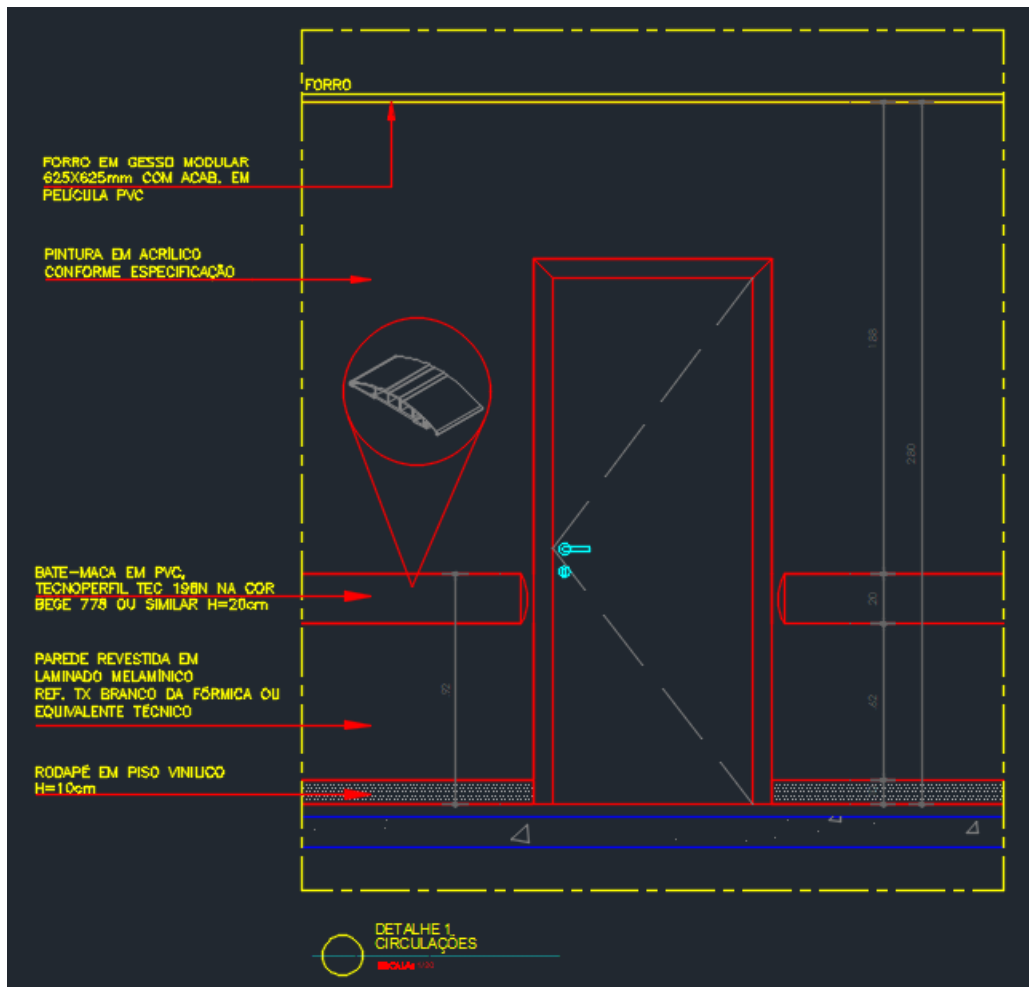 FORRO
FORRO EM GESSO MODULAR
625X625mm COM ACAB. EM
PELÍCULA PVC
PINTURA EM ACRÍLICO
CONFORME ESPECIFICAÇÃO
188
280
BATE-MACA EM PVC,
TECNOPERFIL TEC 198N NA COR
BEGE 778 OU SIMILAR H=20cm
20
PAREDE REVESTIDA EM
LAMINADO MELAMÍNICO
REF. TX BRANCO DA FÓRMICA OU
EQUIVALENTE TÉCNICO
92
62
RODAPÉ EM PISO VINILICO
H=10cm
DETALHE 1
CIRCULAÇÕES
ESCALA: